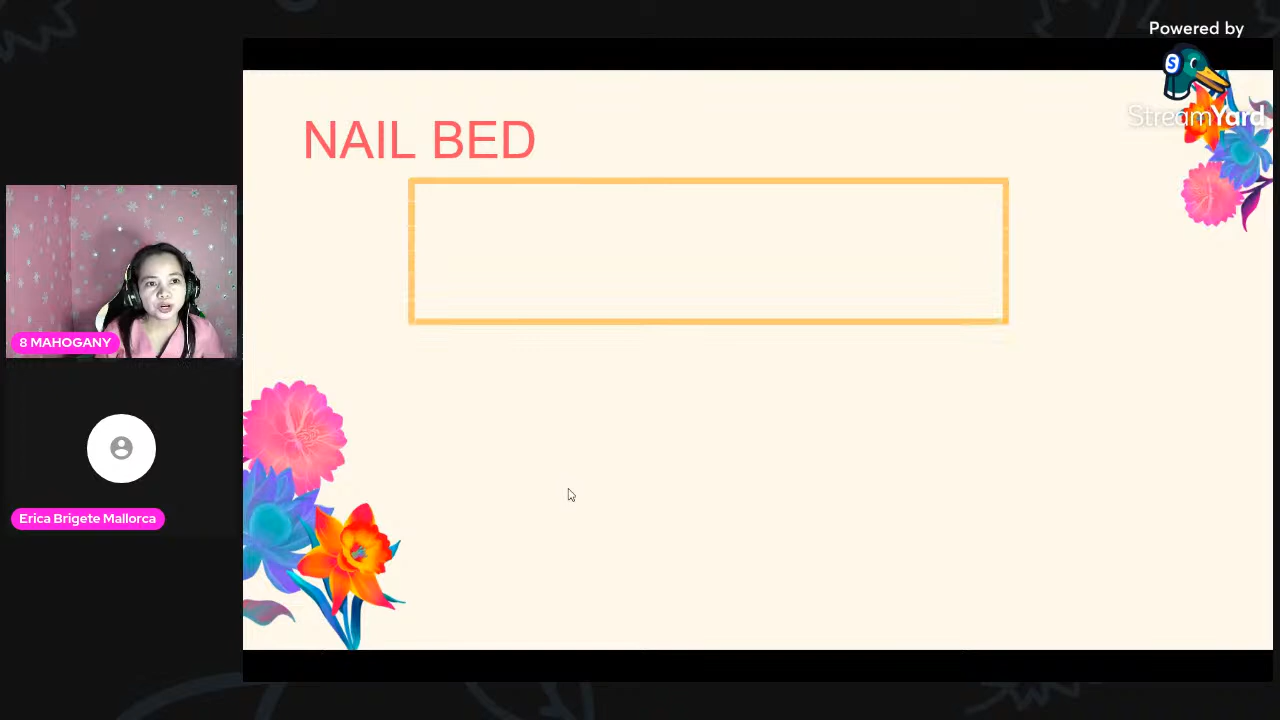 Powered by
S
StreamYard
NAIL BED
8 MAHOGANY
Erica Brigete Mallorca